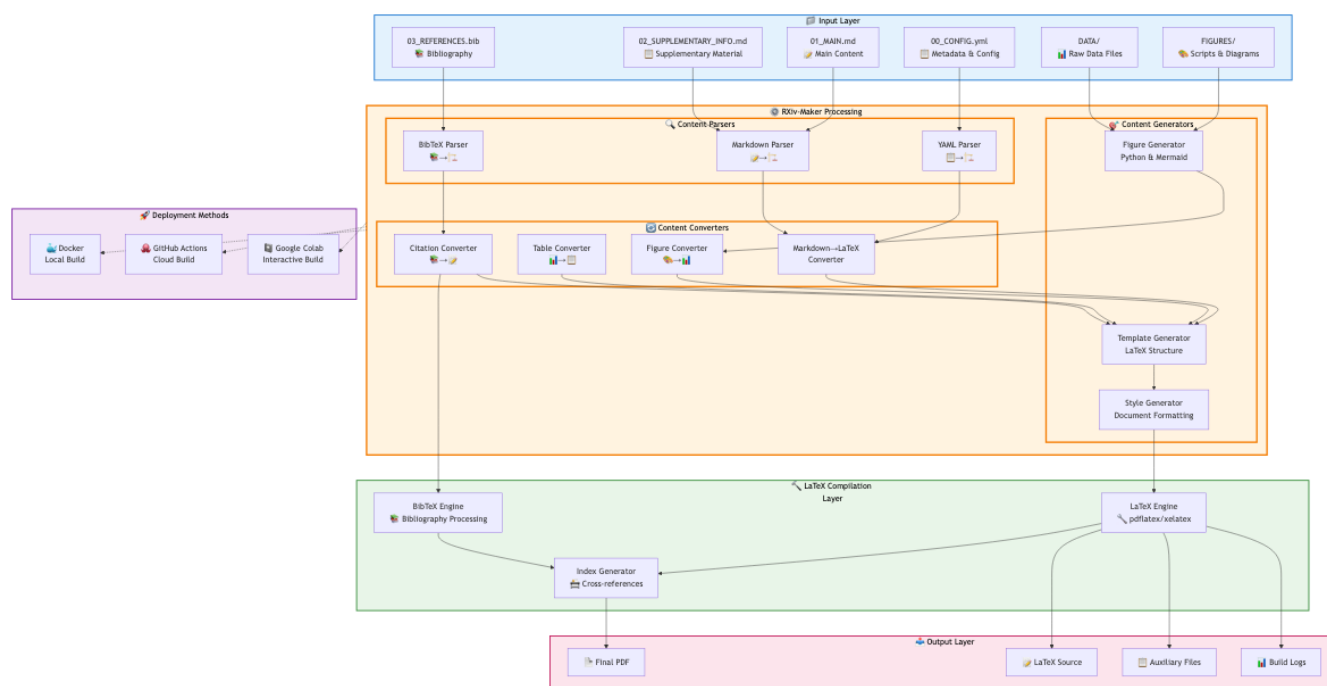 Input Layer
03_REFERENCES.bib
Bibliography
02_SUPPLEMENTARY_INFO.md
Supplementary Material
01_MAIN.md
Main Content
00_CONFIG.yml
Metadata & Config
DATA/
Raw Data Files
FIGURES/
Scripts & Diagrams
RXiv-Maker Processing
Content Parsers
BibTeX Parser
→
Markdown Parser
→
YAML Parser
→
Content Generators
Figure Generator
Python & Mermaid
Deployment Methods
Docker
Local Build
GitHub Actions
Cloud Build
Google Colab
Interactive Build
Content Converters
Citation Converter
→
Table Converter
→
Figure Converter
→
Markdown→LaTeX
Converter
Template Generator
LaTeX Structure
Style Generator
Document Formatting
LaTeX Compilation
Layer
BibTeX Engine
Bibliography Processing
LaTeX Engine
pdflatex/xelatex
Index Generator
Cross-references
Output Layer
Final PDF
LaTeX Source
Auxiliary Files
Build Logs